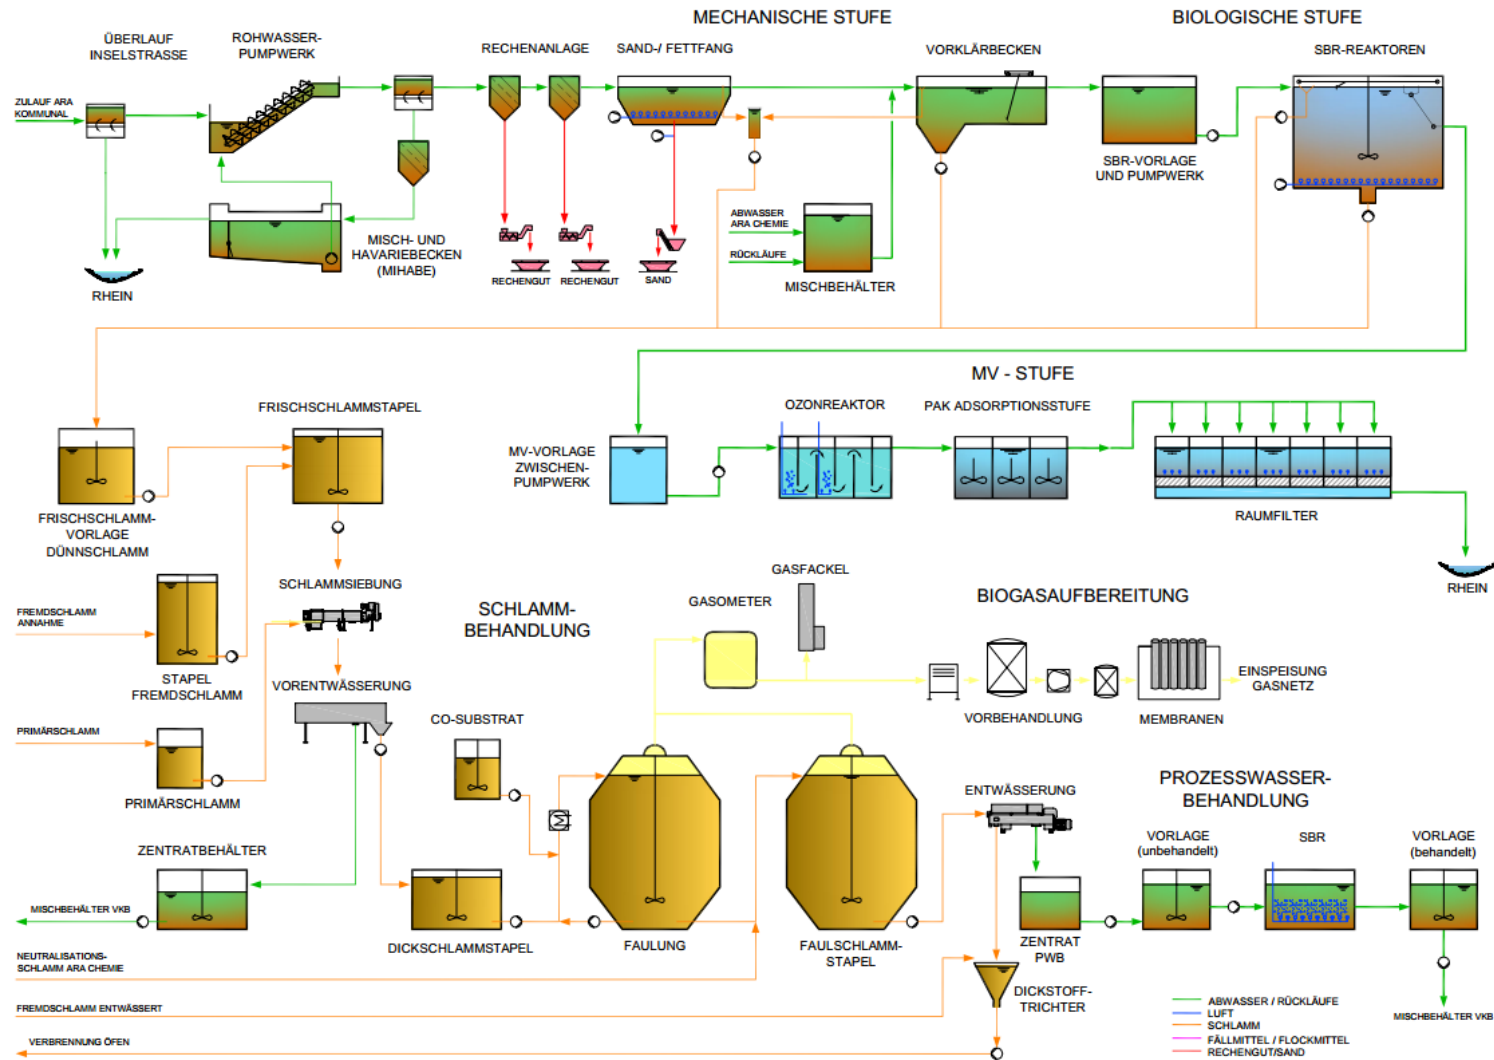 MECHANISCHE STUFE
BIOLOGISCHE STUFE
ÜBERLAUF
INSELSTRASSE
ROHWASSER-
PUMPWERK
RECHENANLAGE
SAND-/ FETTFANG
VORKLÄRBECKEN
SBR-REAKTOREN
ZULAUF ARA
KOMMUNAL
SBR-VORLAGE
UND PUMPWERK
ABWASSER
ARA CHEMIE
RÜCKLÄUFE
MISCH- UND
HAVARIEBECKEN
(MIHABE)
RECHENGUT
RECHENGUT
SAND
MISCHBEHÄLTER
RHEIN
MV - STUFE
FRISCHSCHLAMMSTAPEL
OZONREAKTOR
PAK ADSORPTIONSSTUFE
MV-VORLAGE
ZWISCHEN-
PUMPWERK
RAUMFILTER
FRISCHSCHLAMM-
VORLAGE
DÜNNSCHLAMM
RHEIN
SCHLAMMSIEBUNG
GASFACKEL
GASOMETER
BIOGASAUFBEREITUNG
SCHLAMM-
BEHANDLUNG
FREMDSCHLAMM
ANNAHME
STAPEL
FREMDSCHLAMM
VORENTWÄSSERUNG
EINSPEISUNG
GASNETZ
CO-SUBSTRAT
VORBEHANDLUNG
MEMBRANEN
PRIMÄRSCHLAMM
PRIMÄRSCHLAMM
ENTWÄSSERUNG
PROZESSWASSER-
BEHANDLUNG
M
VORLAGE
(unbehandelt)
SBR
VORLAGE
(behandelt)
ZENTRATBEHÄLTER
MISCHBEHÄLTER VKB
DICKSCHLAMMSTAPEL
FAULUNG
FAULSCHLAMM-
STAPEL
ZENTRAT
PWB
NEUTRALISATIONS-
SCHLAMM ARA CHEMIE
DICKSTOFF-
TRICHTER
FREMDSCHLAMM ENTWÄSSERT
MISCHBEHÄLTER VKB
VERBRENNUNG ÖFEN
ABWASSER / RÜCKLÄUFE
LUFT
SCHLAMM
FÄLLMITTEL / FLOCKMITTEL
RECHENGUT/SAND